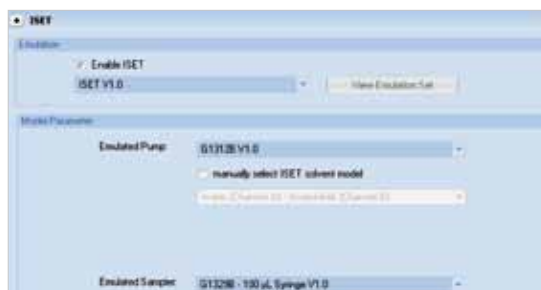 ISET
Emulation
Enable ISET
ISET V1.0
View Emulation Set
Model Parameter
Emulated Pump:
G1312B V1.0
manually select ISET solvent model
Emulated Sampler:
G1329B - 100 µL Syringe V1.0